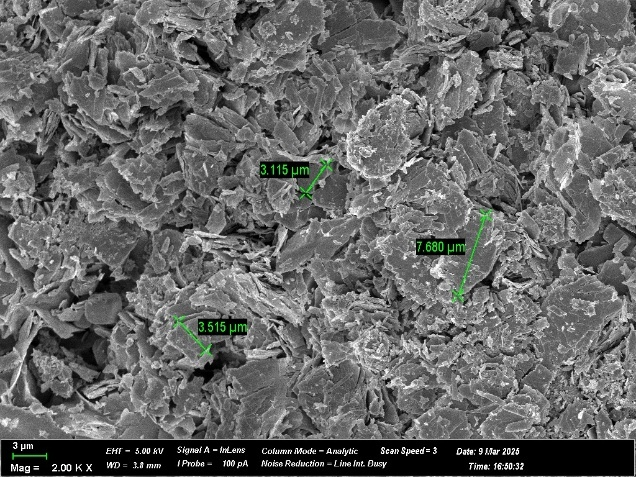 3.115 µm
7.680 µm
3.515 µm
3 µm
Mag = 2.00 K X
EHT = 5.00 kV
WD = 3.8 mm
Signal A = InLens
I Probe = 100 pA
Column Mode = Analytic
Noise Reduction = Line Int. Busy
Scan Speed = 3
Date: 9 Mar 2025
Time: 16:50:32